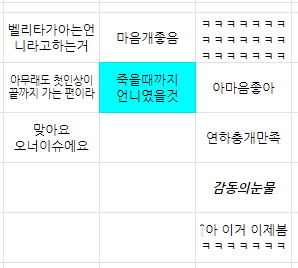 벨리타가아는언
니라고하는거
마음개좋음
ㅋㅋㅋㅋㅋㅋㅋ
ㅋㅋㅋㅋㅋㅋㅋ
ㅋㅋㅋㅋㅋㅋㅋ
아무래도 첫인상이
끝까지 가는 편이라
죽을때까지
언니였을것
아마음좋아
맞아요
오너이슈에요
연하충개만족
감동의눈물
↑아 이거 이제봄
ㅋㅋㅋㅋㅋㅋㅋ